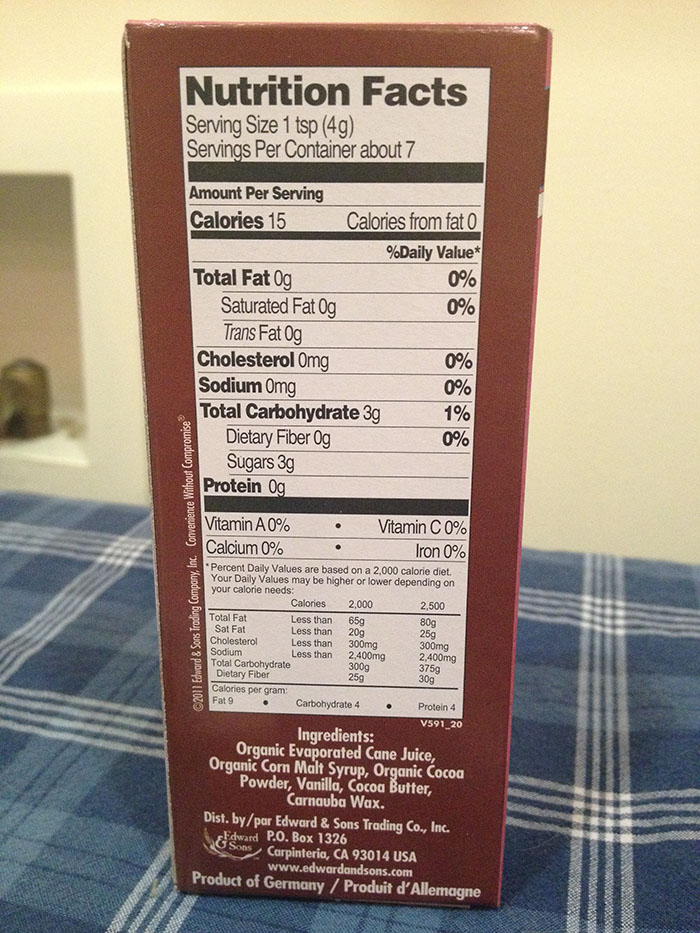 Nutrition Facts
Serving Size 1 tsp (4g)
Servings Per Container about 7
Amount Per Serving
Calories 15 Calories from fat 0
%Daily Value*
Total Fat 0g 0%
Saturated Fat 0g 0%
Trans Fat 0g
Cholesterol 0mg 0%
Sodium 0mg 0%
Total Carbohydrate 3g 1%
Dietary Fiber 0g 0%
Sugars 3g
Protein 0g
Vitamin A 0% • Vitamin C 0%
Calcium 0% • Iron 0%
*Percent Daily Values are based on a 2,000 calorie diet.
Your Daily Values may be higher or lower depending on
your calorie needs:
Calories 2,000 2,500
Total Fat Less than 65g 80g
Sat Fat Less than 20g 25g
Cholesterol Less than 300mg 300mg
Sodium Less than 2,400mg 2,400mg
Total Carbohydrate 300g 375g
Dietary Fiber 25g 30g
Calories per gram:
Fat 9 • Carbohydrate 4 • Protein 4
V591_20
©2011 Edward & Sons Trading Company, Inc. Convenience Without Compromise®
Ingredients:
Organic Evaporated Cane Juice,
Organic Corn Malt Syrup, Organic Cocoa
Powder, Vanilla, Cocoa Butter,
Carnauba Wax.
Dist. by/par Edward & Sons Trading Co., Inc.
Edward & Sons P.O. Box 1326
Carpinteria, CA 93014 USA
www.edwardandsons.com
Product of Germany / Produit d'Allemagne